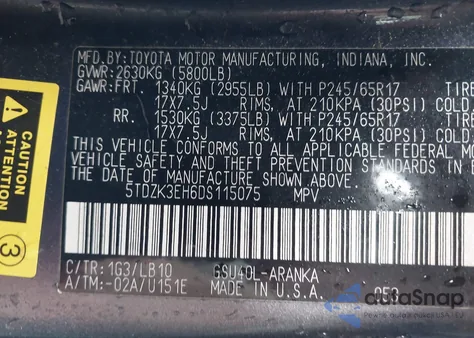 MFD.BY:TOYOTA MOTOR MANUFACTURING, INDIANA, INC.
GVWR:2630KG (5800LB)
GAWR:FRT. 1340KG (2955LB) WITH P245/65R17 TIRE
17X7.5J RIMS, AT 210KPA (30PSI) COLD
RR. 1530KG (3375LB) WITH P245/65R17 TIRE
17X7.5J RIMS, AT 210KPA (30PSI) COLD
THIS VEHICLE CONFORMS TO ALL APPLICABLE FEDERAL MO
VEHICLE SAFETY AND THEFT PREVENTION STANDARDS IN E
THE DATE OF MANUFACTURE SHOWN ABOVE.
5TDZK3EH6DS115075 MPV
C/TR:1G3/LB10 GSU40L-ARANKA
A/TM:-02A/U151E MADE IN U.S.A.
3
autoSnap